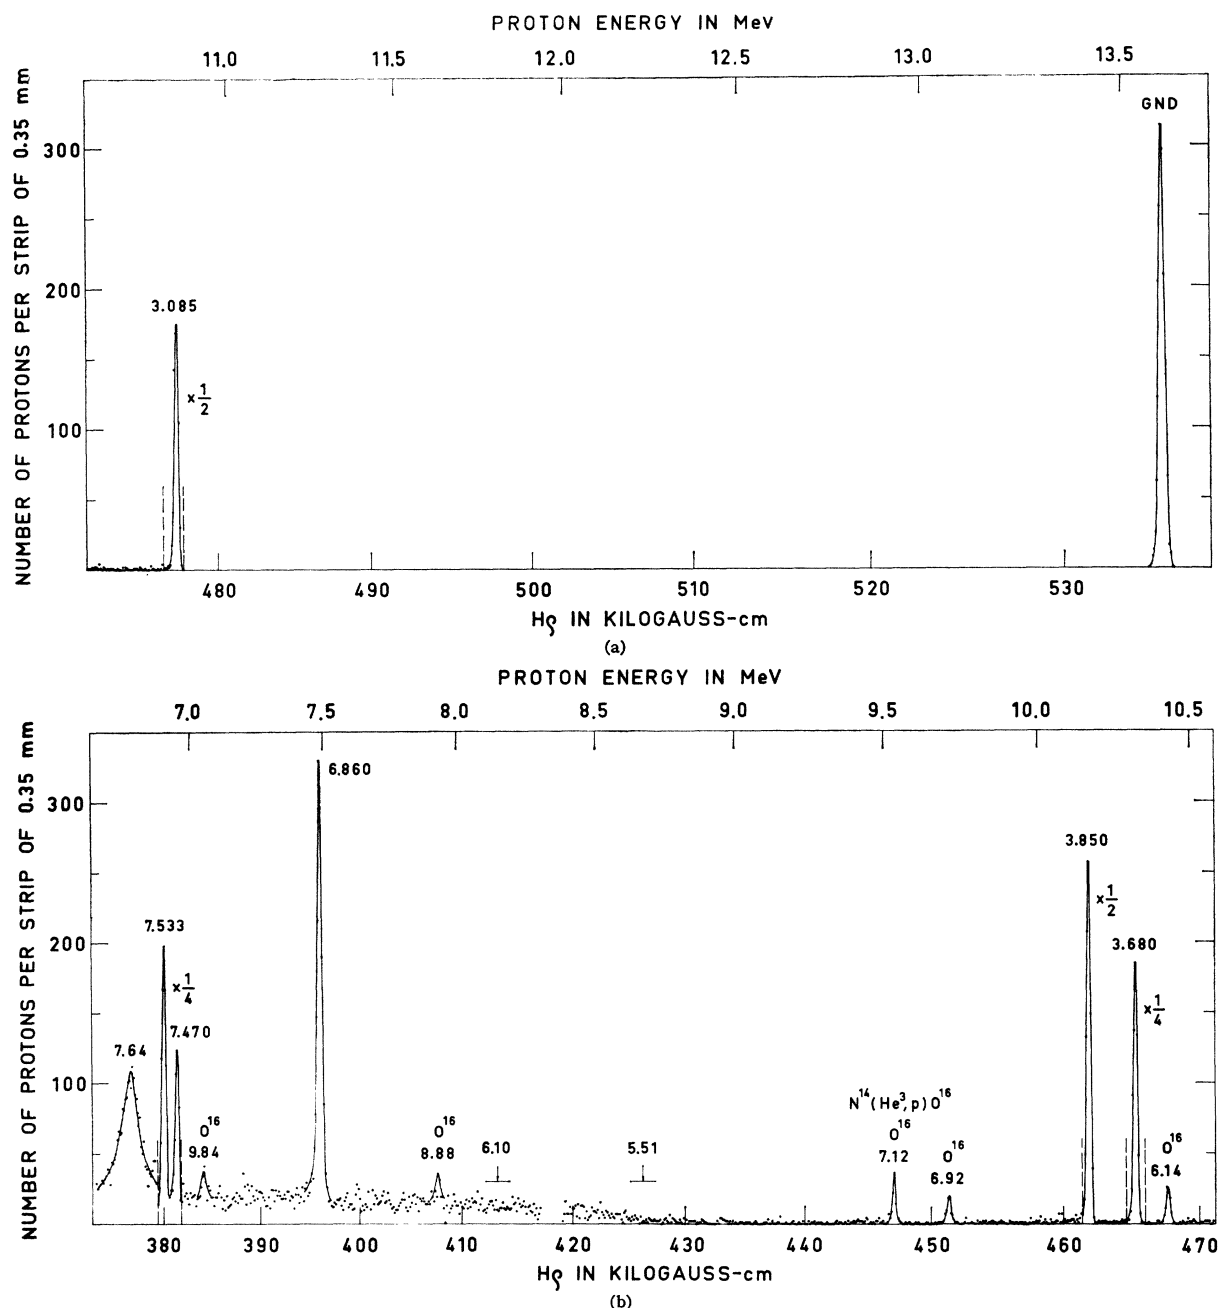 PROTON ENERGY IN MeV
11.0 11.5 12.0 12.5 13.0 13.5
NUMBER OF PROTONS PER STRIP OF 0.35 mm
300
200
100
GND
3.085
×1/2
480 490 500 510 520 530
Hρ IN KILOGAUSS-cm
(a)
PROTON ENERGY IN MeV
7.0 7.5 8.0 8.5 9.0 9.5 10.0 10.5
NUMBER OF PROTONS PER STRIP OF 0.35 mm
300
200
100
6.860
3.850
×1/2
7.533
3.680
×1/4
×1/4
7.470
7.64
N¹⁴(He³,p)O¹⁶
O¹⁶
9.84
O¹⁶
8.88
6.10
5.51
O¹⁶
7.12
O¹⁶
6.92
O¹⁶
6.14
380 390 400 410 420 430 440 450 460 470
Hρ IN KILOGAUSS-cm
(b)